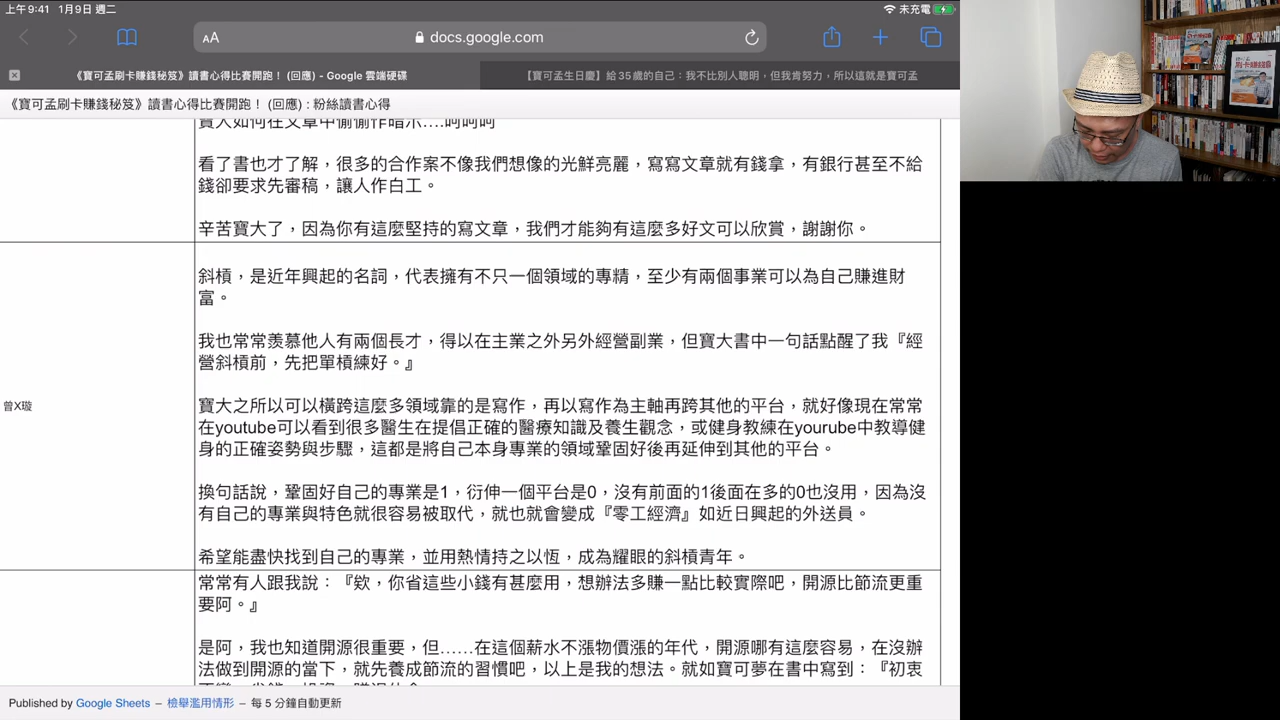 上午9:41 1月9日 週二
未充電
AA
docs.google.com
《寶可孟刷卡賺錢秘笈》讀書心得比賽開跑！ (回應) - Google 雲端硬碟
【寶可孟生日慶】給35歲的自己：我不比別人聰明，但我肯努力，所以這就是寶可孟
《寶可孟刷卡賺錢秘笈》讀書心得比賽開跑！ (回應) : 粉絲讀書心得
寶大如何在文章中偷偷作暗示....呵呵呵
看了書也才了解，很多的合作案不像我們想像的光鮮亮麗，寫寫文章就有錢拿，有銀行甚至不給
錢卻要求先審稿，讓人作白工。
辛苦寶大了，因為你有這麼堅持的寫文章，我們才能夠有這麼多好文可以欣賞，謝謝你。
斜槓，是近年興起的名詞，代表擁有不只一個領域的專精，至少有兩個事業可以為自己賺進財
富。
我也常常羨慕他人有兩個長才，得以在主業之外另外經營副業，但寶大書中一句話點醒了我『經
營斜槓前，先把單槓練好。』
曾X璇
寶大之所以可以橫跨這麼多領域靠的是寫作，再以寫作為主軸再跨其他的平台，就好像現在常常
在youtube可以看到很多醫生在提倡正確的醫療知識及養生觀念，或健身教練在yourube中教導健
身的正確姿勢與步驟，這都是將自己本身專業的領域鞏固好後再延伸到其他的平台。
換句話說，鞏固好自己的專業是1，衍伸一個平台是0，沒有前面的1後面在多的0也沒用，因為沒
有自己的專業與特色就很容易被取代，就也就會變成『零工經濟』如近日興起的外送員。
希望能盡快找到自己的專業，並用熱情持之以恆，成為耀眼的斜槓青年。
常常有人跟我說：『欸，你省這些小錢有甚麼用，想辦法多賺一點比較實際吧，開源比節流更重
要阿。』
是阿，我也知道開源很重要，但……在這個薪水不漲物價漲的年代，開源哪有這麼容易，在沒辦
法做到開源的當下，就先養成節流的習慣吧，以上是我的想法。就如寶可夢在書中寫到：『初衷
Published by Google Sheets – 檢舉濫用情形 – 每 5 分鐘自動更新